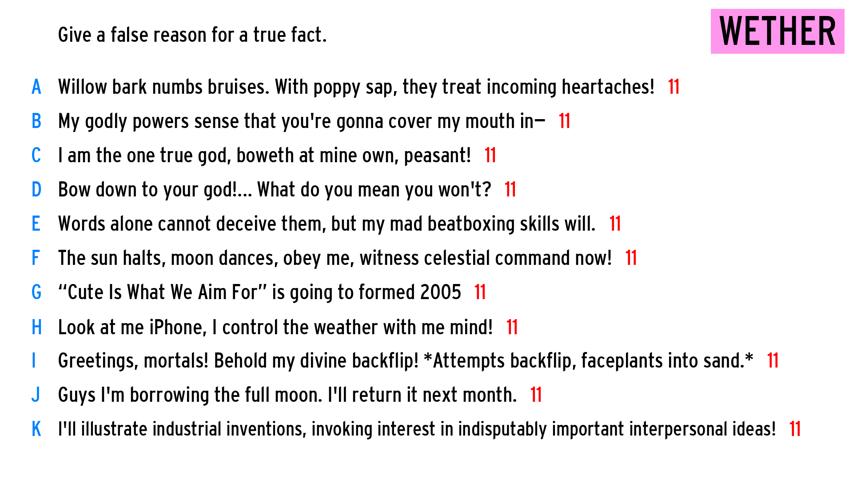 Give a false reason for a true fact.
WETHER
A Willow bark numbs bruises. With poppy sap, they treat incoming heartaches! 11
B My godly powers sense that you're gonna cover my mouth in— 11
C I am the one true god, boweth at mine own, peasant! 11
D Bow down to your god!... What do you mean you won't? 11
E Words alone cannot deceive them, but my mad beatboxing skills will. 11
F The sun halts, moon dances, obey me, witness celestial command now! 11
G “Cute Is What We Aim For” is going to formed 2005 11
H Look at me iPhone, I control the weather with me mind! 11
I Greetings, mortals! Behold my divine backflip! *Attempts backflip, faceplants into sand.* 11
J Guys I'm borrowing the full moon. I'll return it next month. 11
K I'll illustrate industrial inventions, invoking interest in indisputably important interpersonal ideas! 11